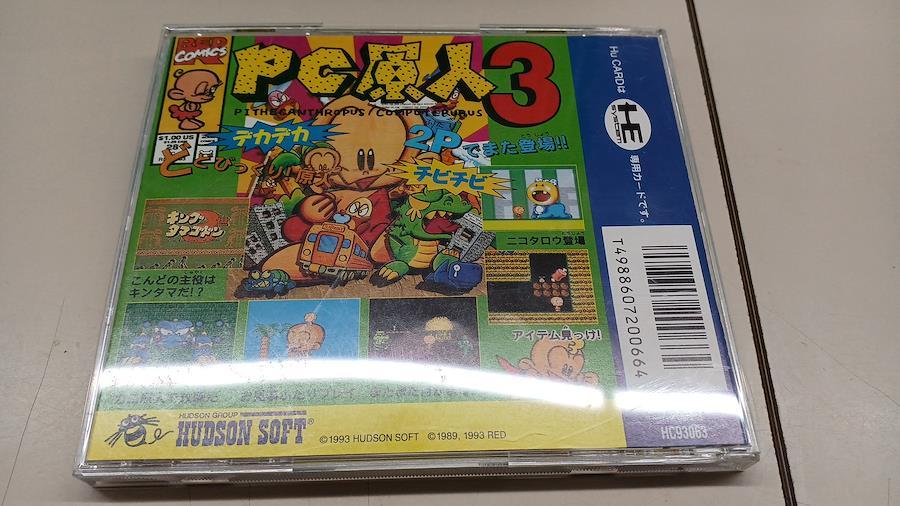 RED
COMICS
PC原人3
PITHECANTHROPUS COMPUTERURUS
$1.00 US
デカデカ
2Pでまた登場!!
チビチビ
キング
タマゴヤン
ニコタロウ登場
こんどの主役は
キンタマだ!?
アイテム見っけ!
HUDSON GROUP
HUDSON SOFT®
©1993 HUDSON SOFT ©1989, 1993 RED
Hu CARDは
HE
SYSTEM
専用カードです。
T4988607200664
HC93063